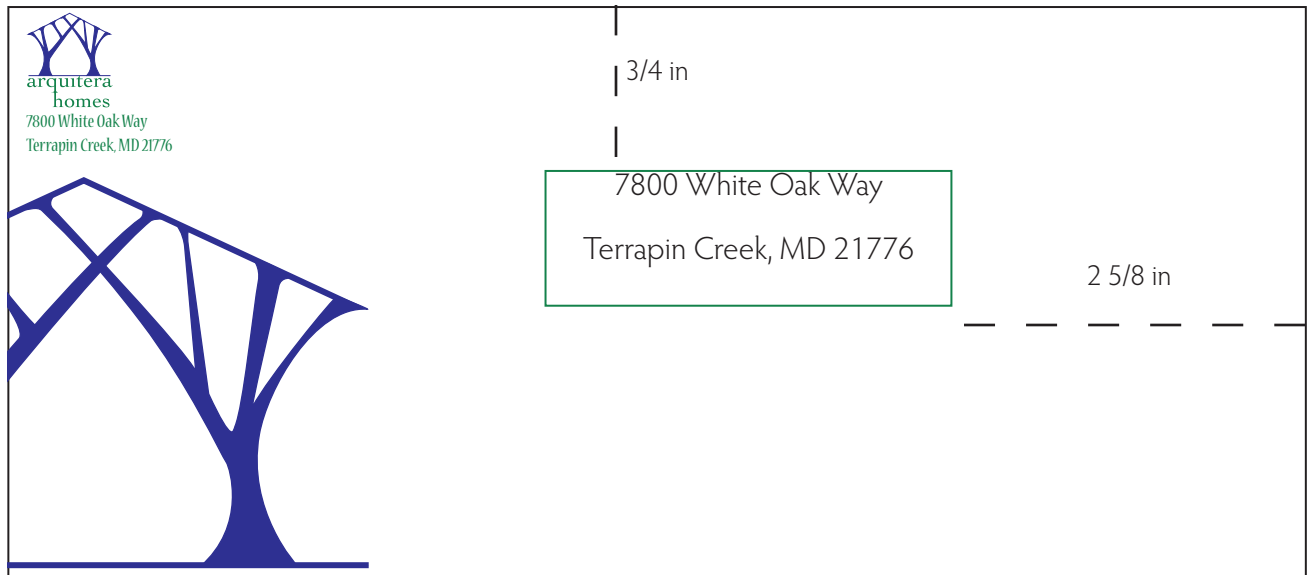 arquitera
homes
7800 White Oak Way
Terrapin Creek, MD 21776
3/4 in
7800 White Oak Way
Terrapin Creek, MD 21776
2 5/8 in